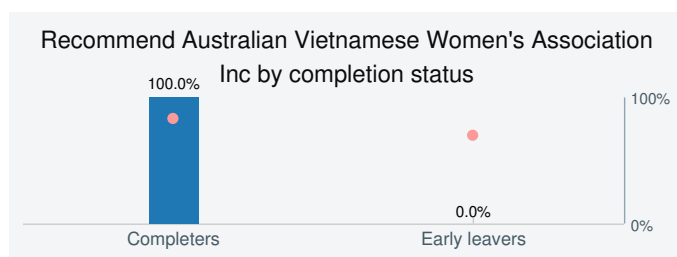 Recommend Australian Vietnamese Women's Association
Inc by completion status
100.0%
100%
0.0%
0%
Completers
Early leavers